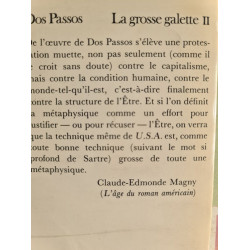 Dos Passos La grosse galette II
De l'œuvre de Dos Passos s'élève une protes-
tation muette, non pas seulement (comme il
le croit sans doute) contre le capitalisme,
mais contre la condition humaine, contre le
monde-tel-qu'il-est, c'est-à-dire finalement
contre la structure de l'Être. Et si l'on définit
la métaphysique comme un effort pour
justifier — ou pour récuser — l'Être, on verra
que la technique même de U.S.A. est, comme
toute bonne technique (suivant le mot si
profond de Sartre) grosse de toute une
métaphysique.
Claude-Edmonde Magny
(L'âge du roman américain)